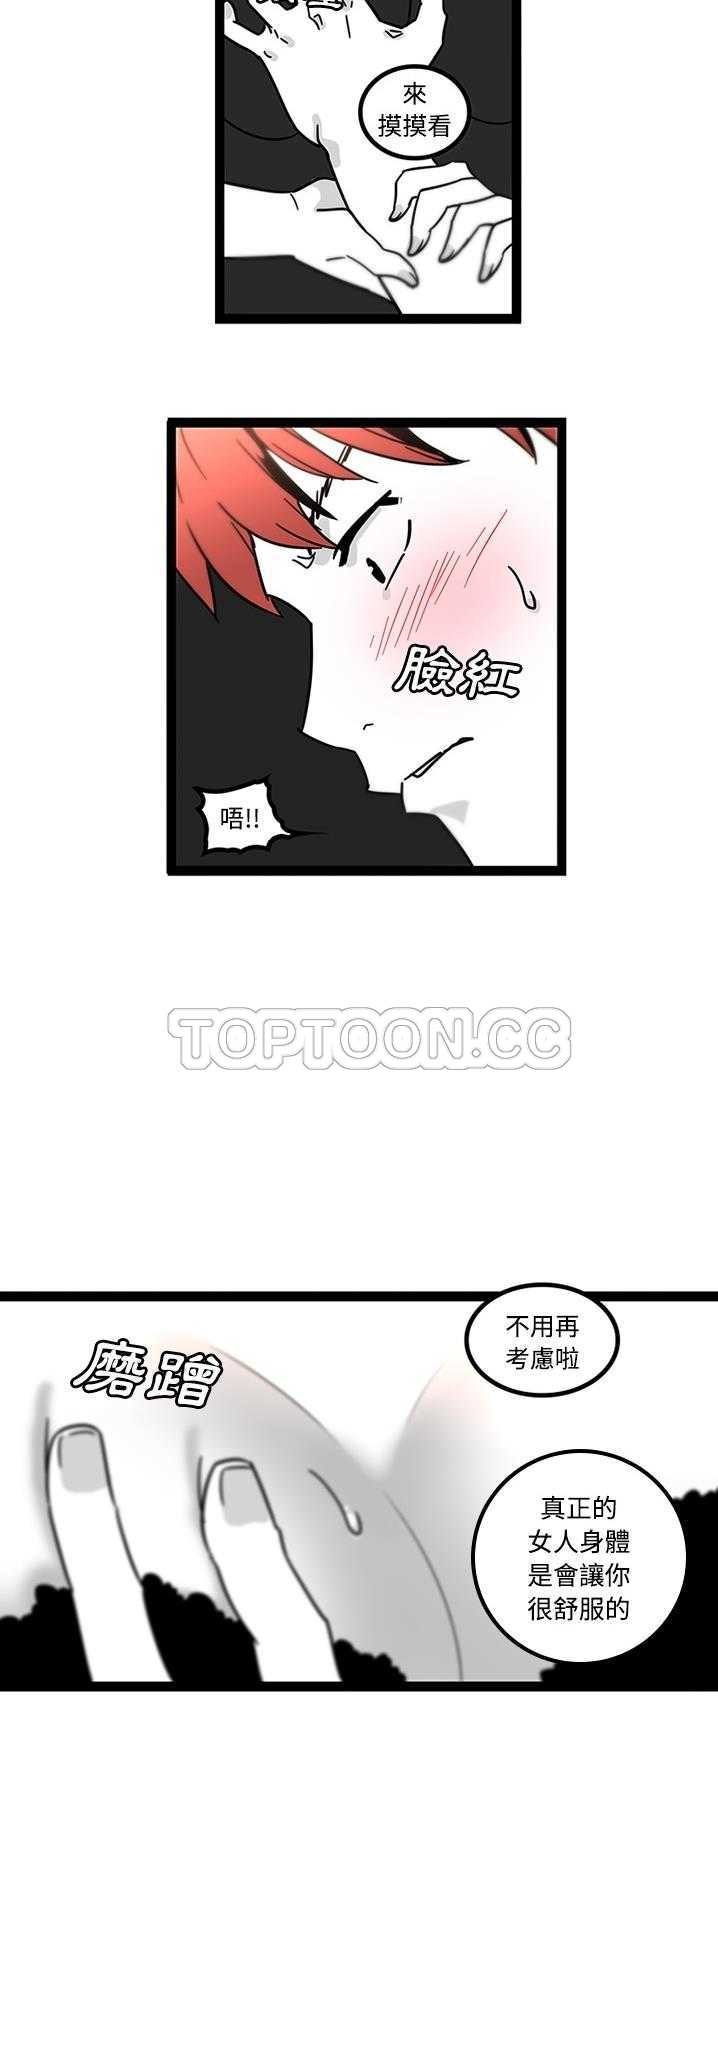 來
摸摸看
臉紅
唔!!
TOPTOON.CC
不用再
考慮啦
磨蹭
真正的
女人身體
是會讓你
很舒服的